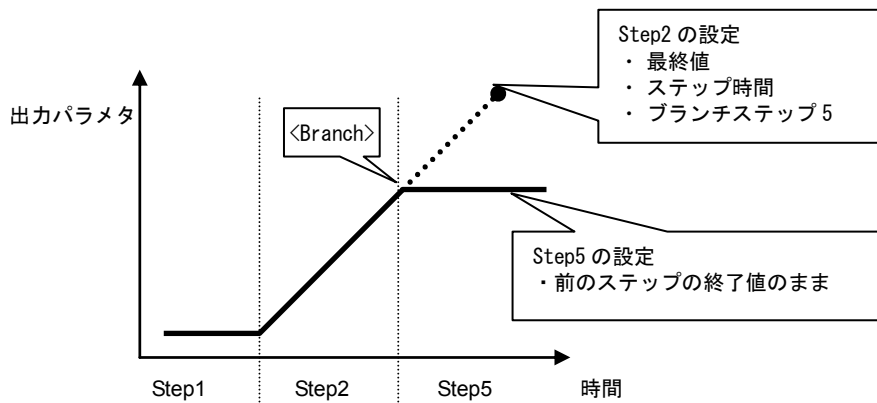 Step2 の設定
・ 最終値
・ ステップ時間
・ ブランチステップ 5
出力パラメタ
<Branch>
Step5 の設定
・前のステップの終了値のまま
Step1
Step2
Step5
時間